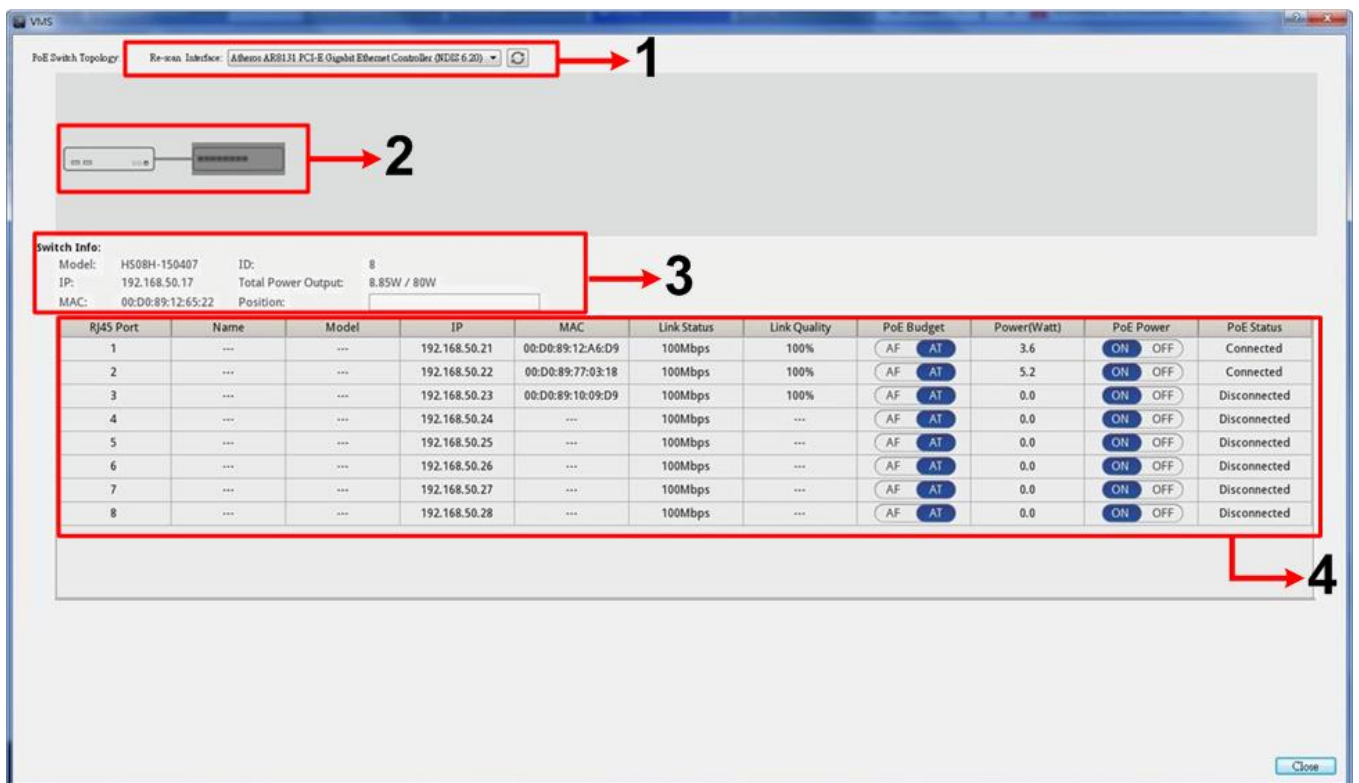 VMS
PoE Switch Topology: Re-scan Interface: Atheros AR8131 PCI-E Gigabit Ethernet Controller (NDIS 6.20) 1
2
Switch Info:
Model: HS08H-150407 ID: 8
IP: 192.168.50.17 Total Power Output: 8.85W / 80W 3
MAC: 00:D0:89:12:65:22 Position:
RJ45 Port Name Model IP MAC Link Status Link Quality PoE Budget Power(Watt) PoE Power PoE Status
1 --- --- 192.168.50.21 00:D0:89:12:A6:D9 100Mbps 100% AF AT 3.6 ON OFF Connected
2 --- --- 192.168.50.22 00:D0:89:77:03:18 100Mbps 100% AF AT 5.2 ON OFF Connected
3 --- --- 192.168.50.23 00:D0:89:10:09:D9 100Mbps 100% AF AT 0.0 ON OFF Disconnected
4 --- --- 192.168.50.24 --- 100Mbps --- AF AT 0.0 ON OFF Disconnected
5 --- --- 192.168.50.25 --- 100Mbps --- AF AT 0.0 ON OFF Disconnected
6 --- --- 192.168.50.26 --- 100Mbps --- AF AT 0.0 ON OFF Disconnected
7 --- --- 192.168.50.27 --- 100Mbps --- AF AT 0.0 ON OFF Disconnected
8 --- --- 192.168.50.28 --- 100Mbps --- AF AT 0.0 ON OFF Disconnected
4
Close